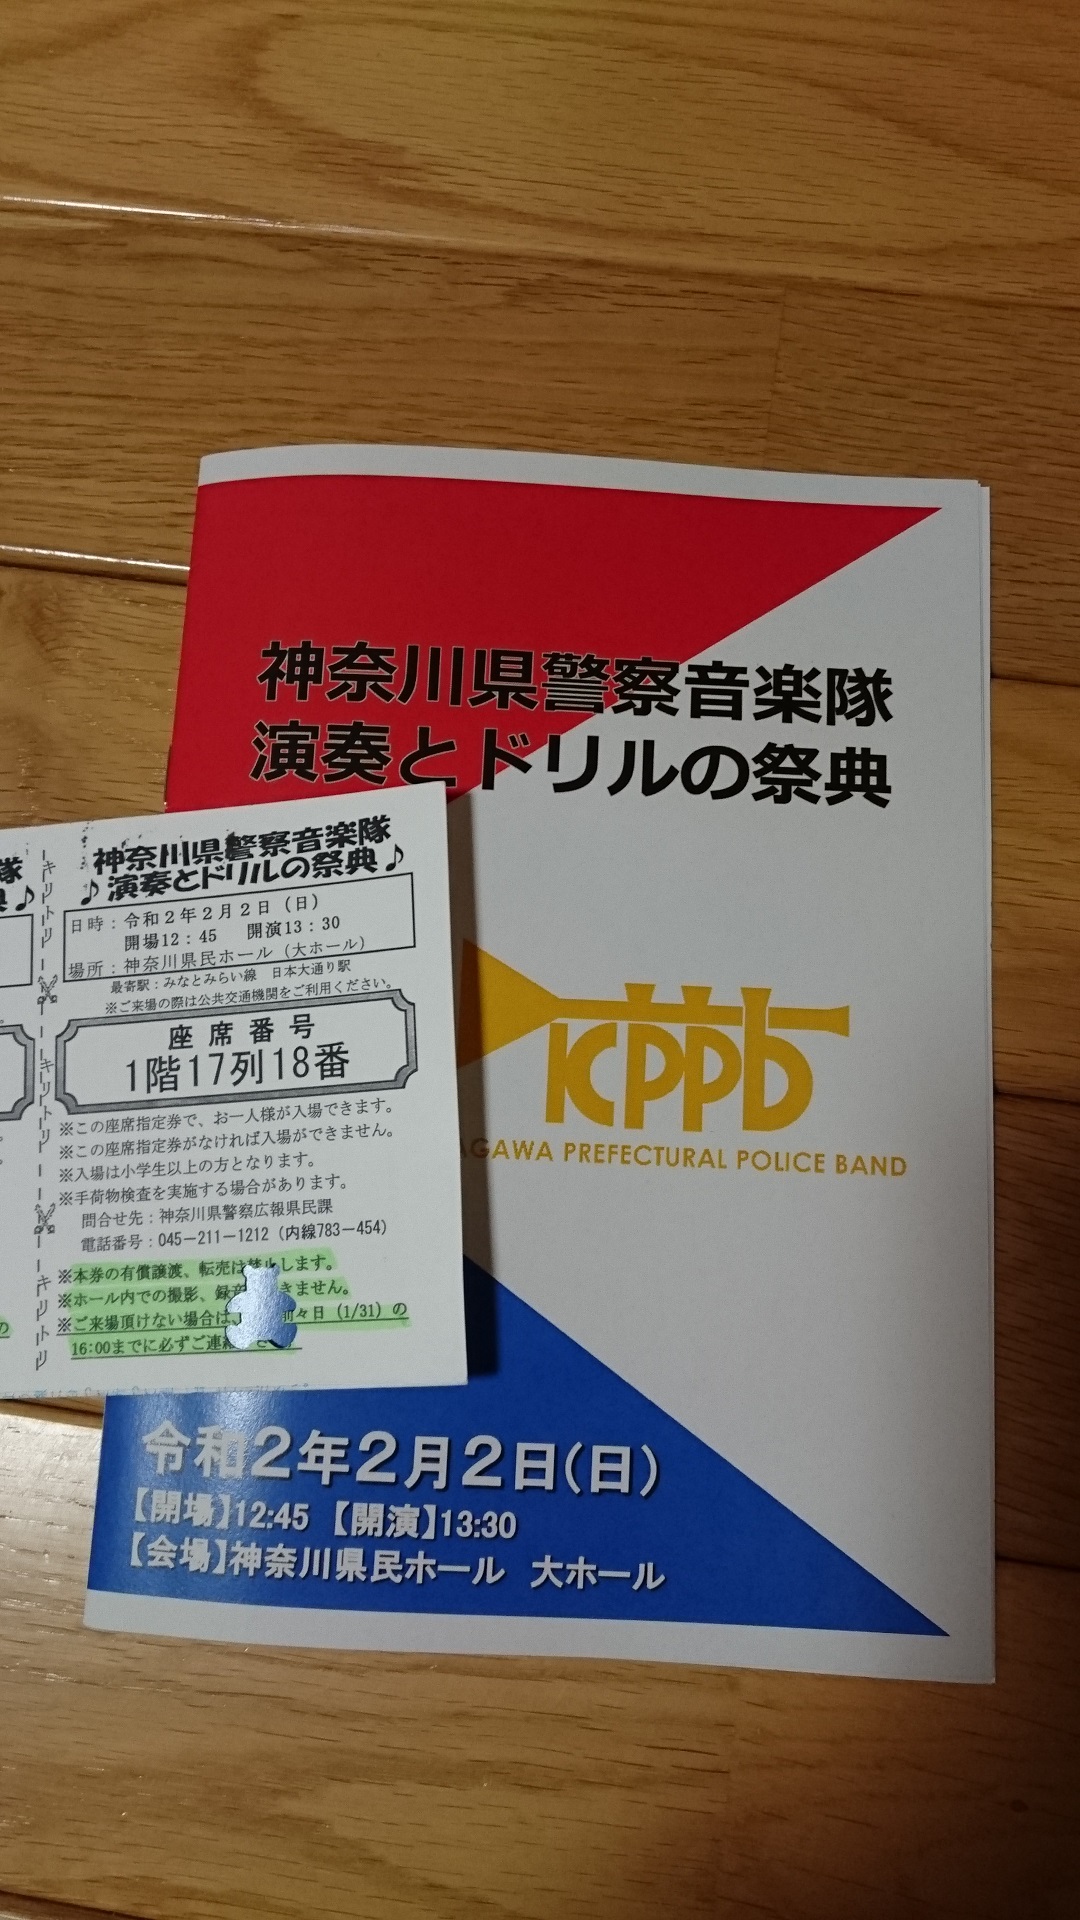 神奈川県警察音楽隊
演奏とドリルの祭典
KPPb
AGAWA PREFECTURAL POLICE BAND
令和2年2月2日(日)
【開場】12:45 【開演】13:30
【会場】神奈川県民ホール 大ホール
隊
♪
キリトリ
キリトリ
キリトリ
神奈川県警察音楽隊
♪演奏とドリルの祭典♪
日時:令和2年2月2日(日)
開場12:45 開演13:30
場所:神奈川県民ホール(大ホール)
最寄駅:みなとみらい線 日本大通り駅
※ご来場の際は公共交通機関をご利用ください。
座席番号
1階17列18番
※この座席指定券で、お一人様が入場できます。
※この座席指定券がなければ入場ができません。
※入場は小学生以上の方となります。
※手荷物検査を実施する場合があります。
問合せ先:神奈川県警察広報県民課
電話番号:045-211-1212(内線783-454)
※本券の有償譲渡、転売は禁止します。
※ホール内での撮影、録音 きません。
※ご来場頂けない場合は、 前々日(1/31)の
16:00までに必ずご連絡
の